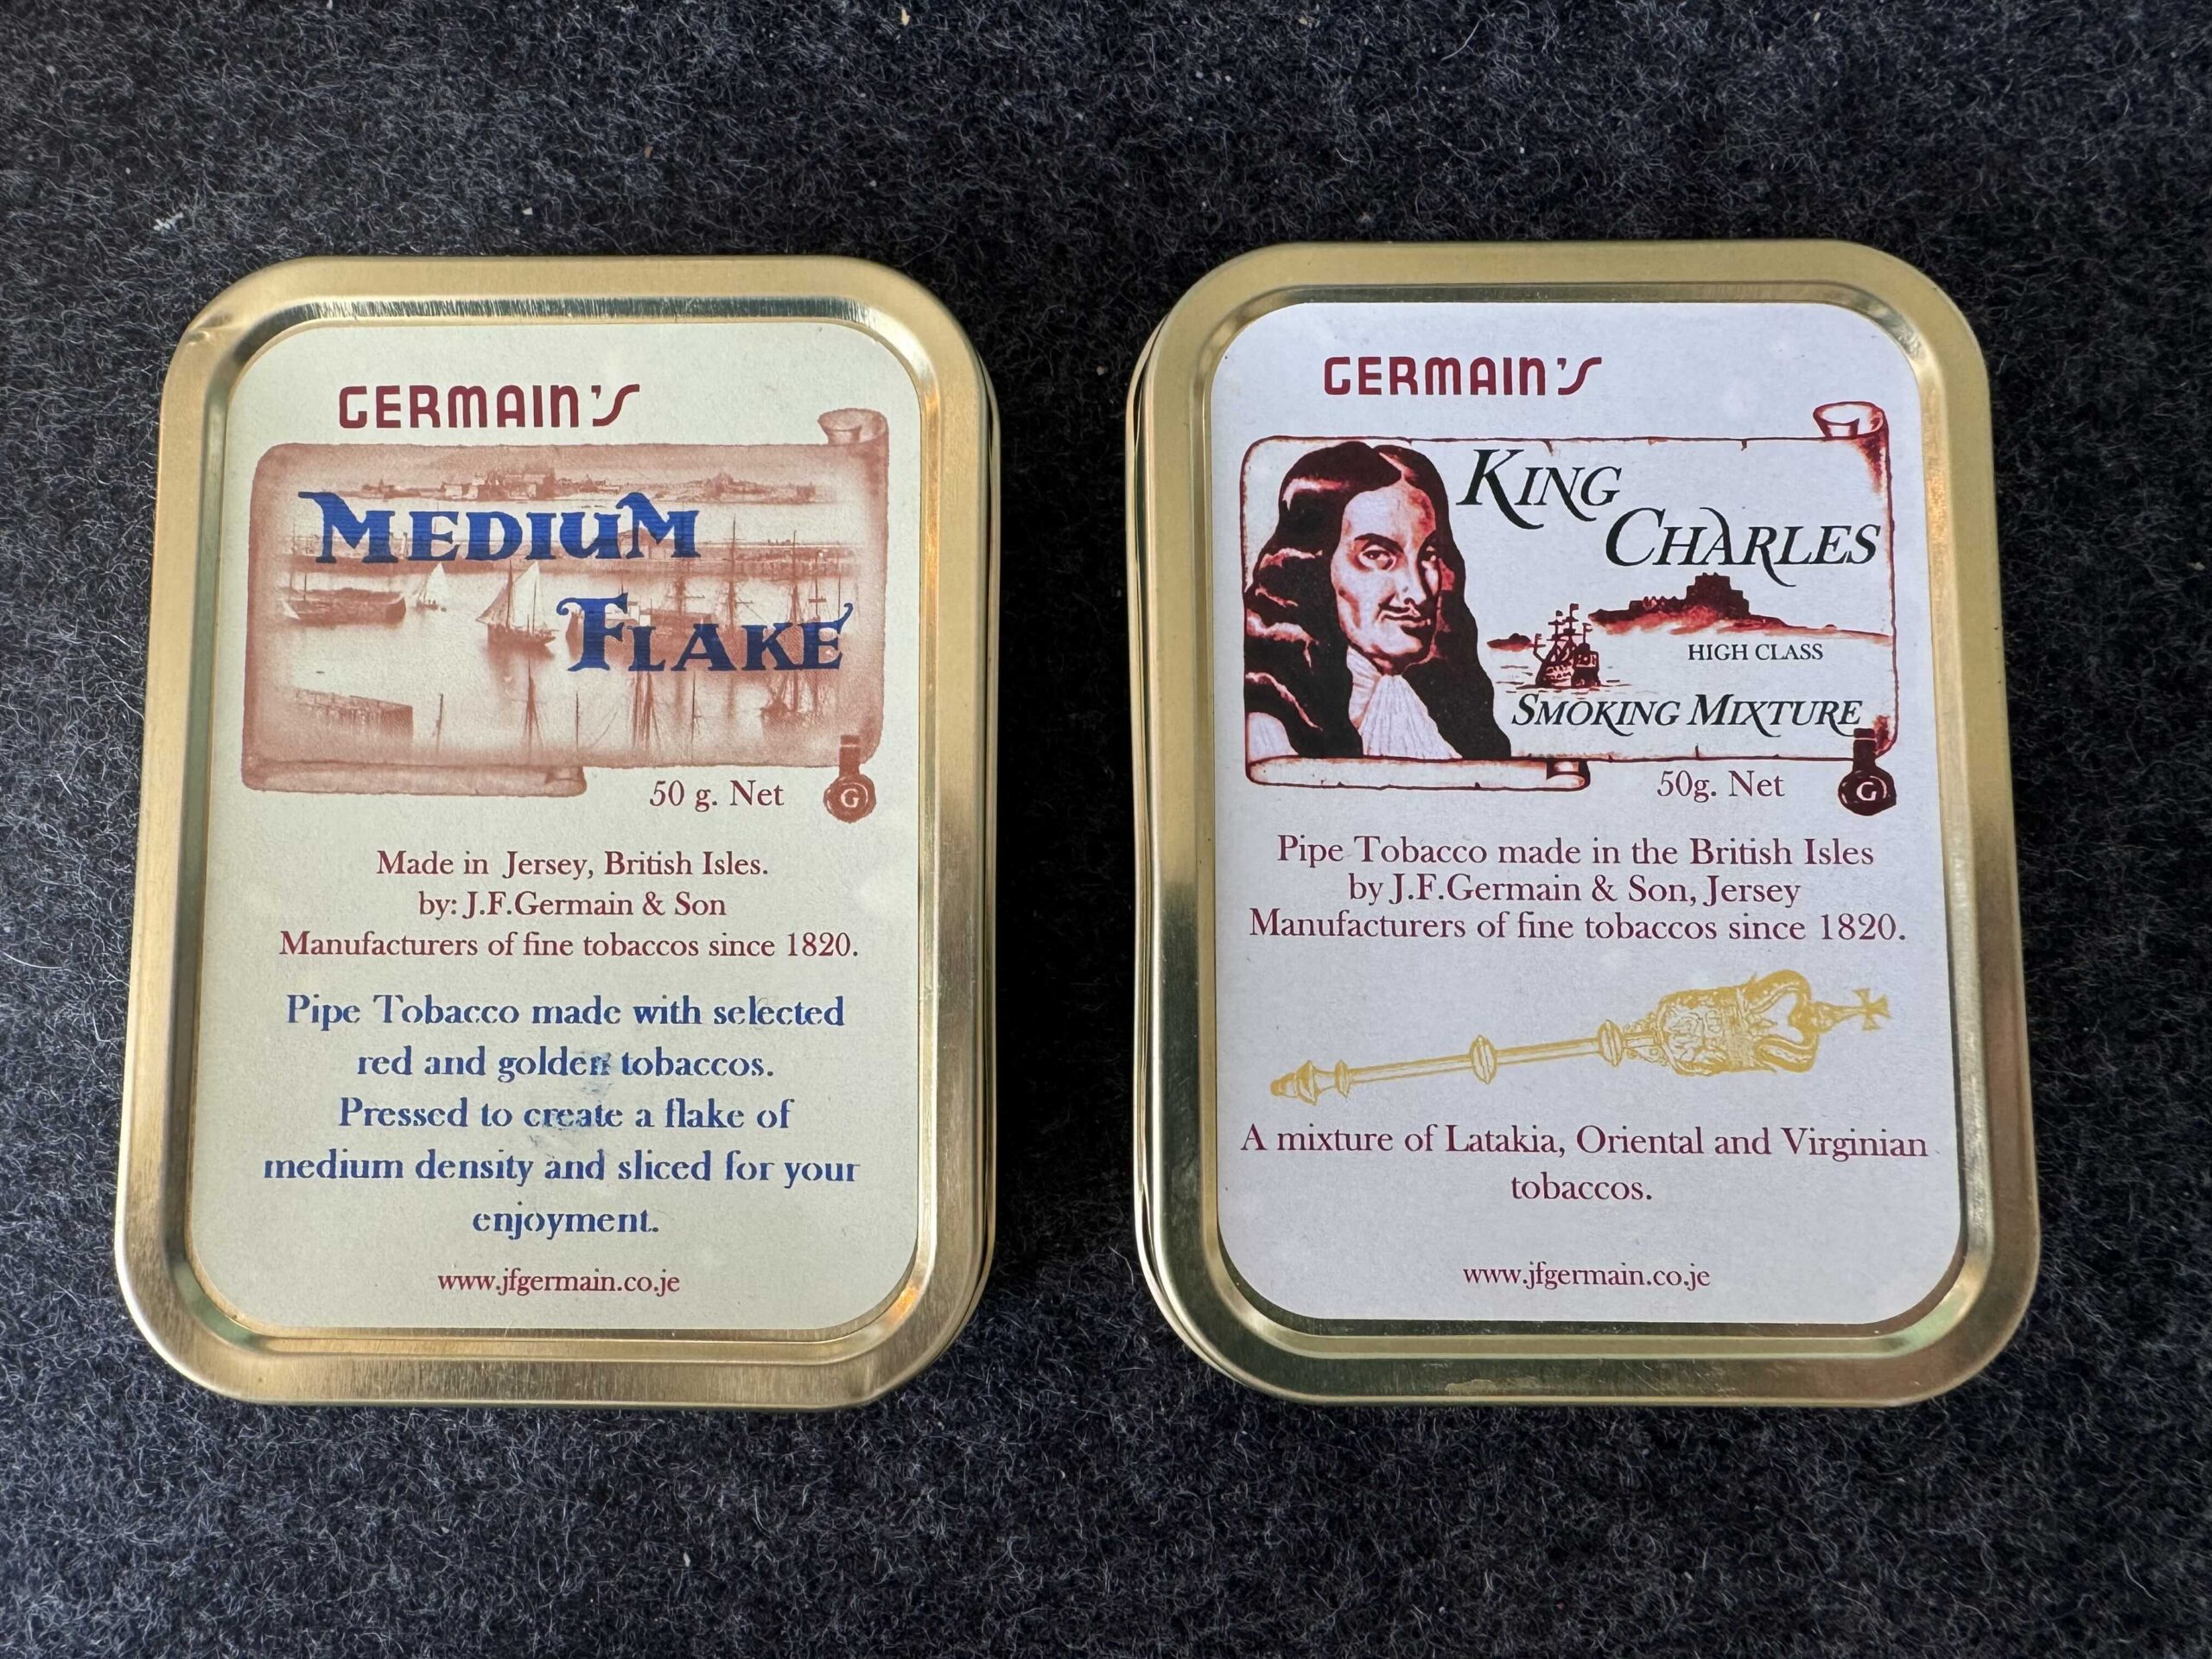 GERMAIN'S
MEDIUM
FLAKE
50 g. Net
G
Made in Jersey, British Isles.
by: J.F.Germain & Son
Manufacturers of fine tobaccos since 1820.
Pipe Tobacco made with selected
red and golden tobaccos.
Pressed to create a flake of
medium density and sliced for your
enjoyment.
www.jfgermain.co.je
GERMAIN'S
KING
CHARLES
HIGH CLASS
SMOKING MIXTURE
50g. Net
G
Pipe Tobacco made in the British Isles
by J.F.Germain & Son, Jersey
Manufacturers of fine tobaccos since 1820.
A mixture of Latakia, Oriental and Virginian
tobaccos.
www.jfgermain.co.je